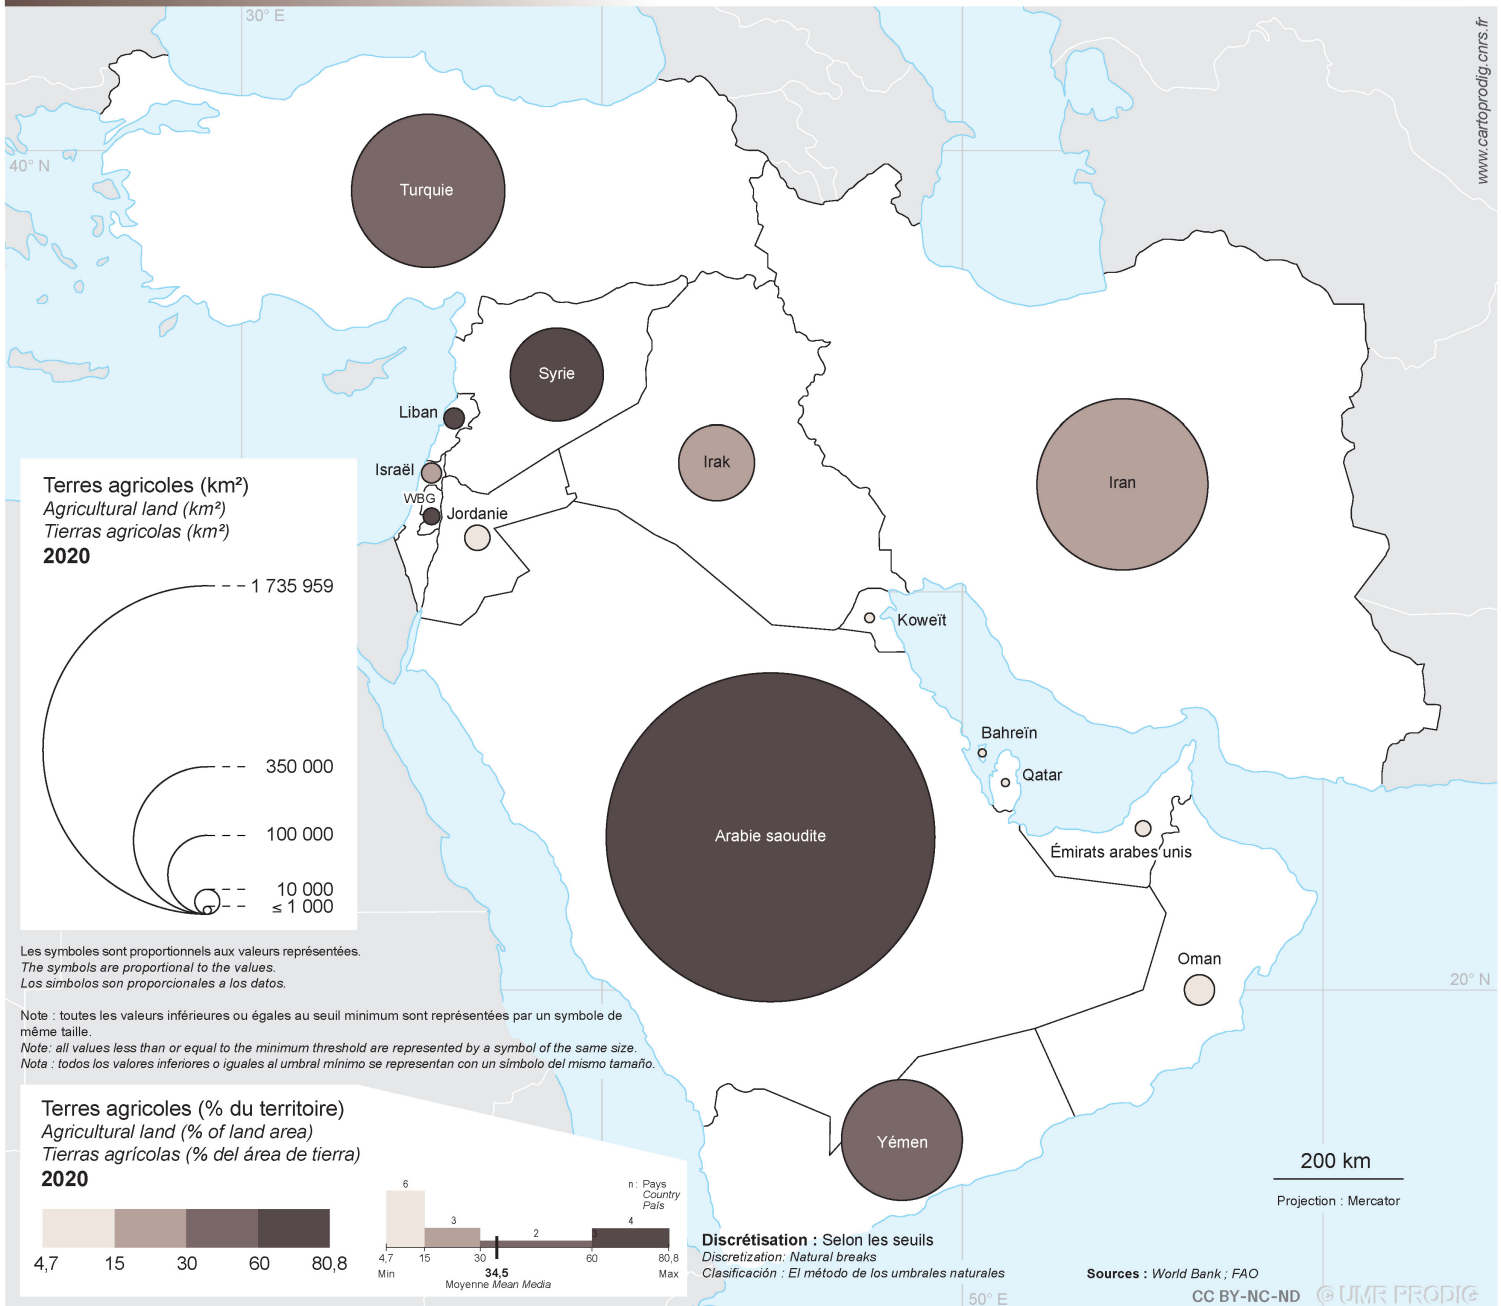 30° E
www.cartoprodig.cnrs.fr
40° N
Turquie
Syrie
Liban
Irak
Iran
Israël
WBG
Jordanie
Koweït
Bahreïn
Qatar
Arabie saoudite
Émirats arabes unis
Oman
20° N
Yémen
50° E
Terres agricoles (km²)
Agricultural land (km²)
Tierras agricolas (km²)
2020
1 735 959
350 000
100 000
10 000
≤ 1 000
Les symboles sont proportionnels aux valeurs représentées.
The symbols are proportional to the values.
Los simbolos son proporcionales a los datos.
Note : toutes les valeurs inférieures ou égales au seuil minimum sont représentées par un symbole de
même taille.
Note: all values less than or equal to the minimum threshold are represented by a symbol of the same size.
Nota : todos los valores inferiores o iguales al umbral mínimo se representan con un símbolo del mismo tamaño.
Terres agricoles (% du territoire)
Agricultural land (% of land area)
Tierras agrícolas (% del área de tierra)
2020
4,7 15 30 60 80,8
6
3
2
3
4
n : Pays
Country
País
4,7 15 30 60 80,8
Min 34,5 Max
Moyenne Mean Media
Discrétisation : Selon les seuils
Discretization: Natural breaks
Clasificación : El método de los umbrales naturales
200 km
Projection : Mercator
Sources : World Bank ; FAO
CC BY-NC-ND © UMR PRODIG